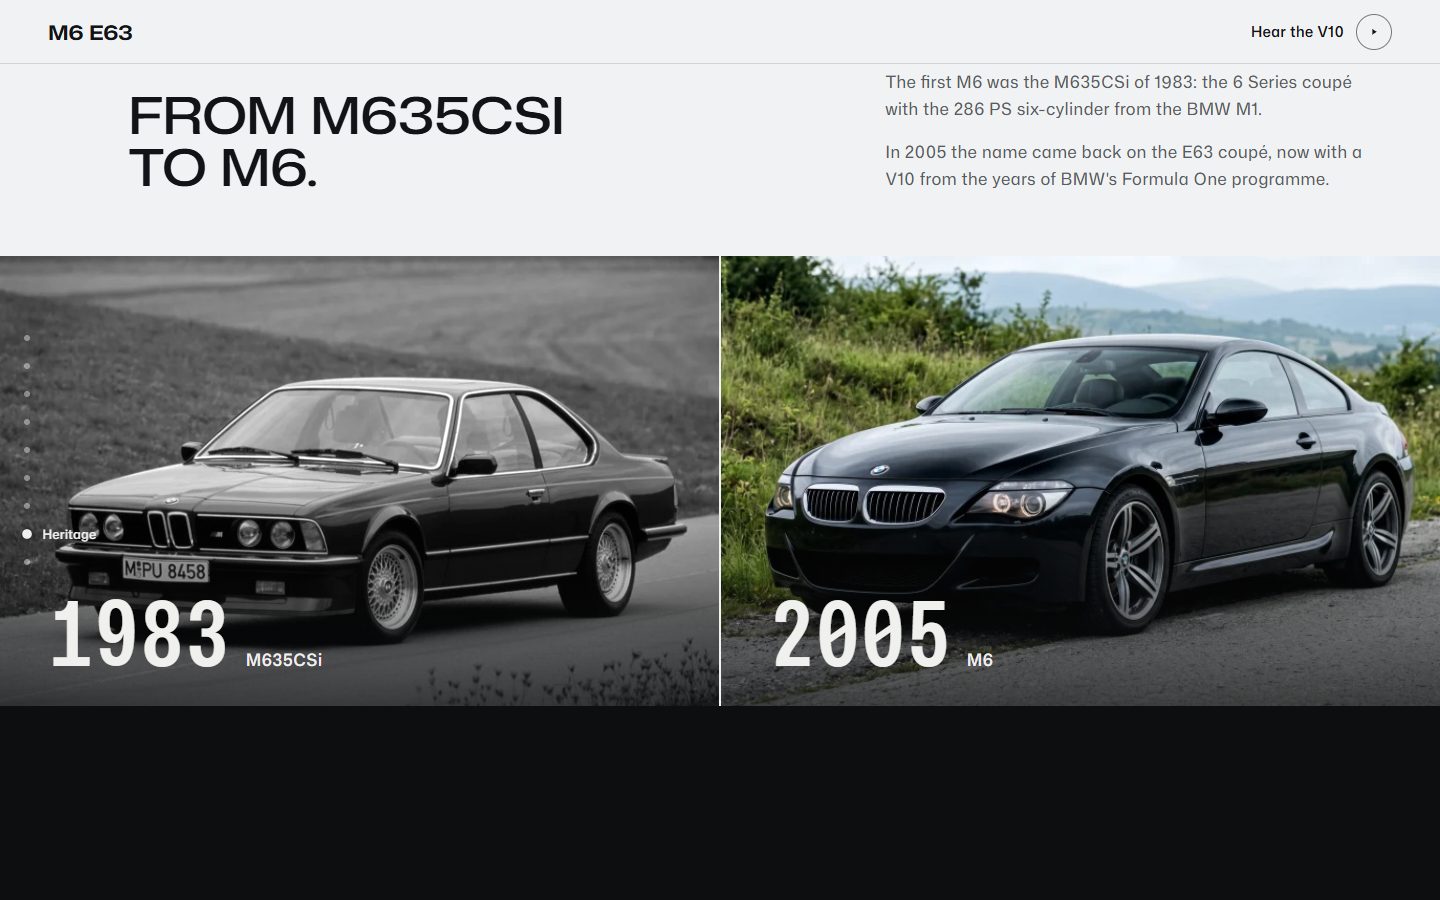 M6 E63
Hear the V10
FROM M635CSI
TO M6.
The first M6 was the M635CSi of 1983: the 6 Series coupé
with the 286 PS six-cylinder from the BMW M1.
In 2005 the name came back on the E63 coupé, now with a
V10 from the years of BMW's Formula One programme.
Heritage
M·PU 8458
1983 M635CSi
2005 M6